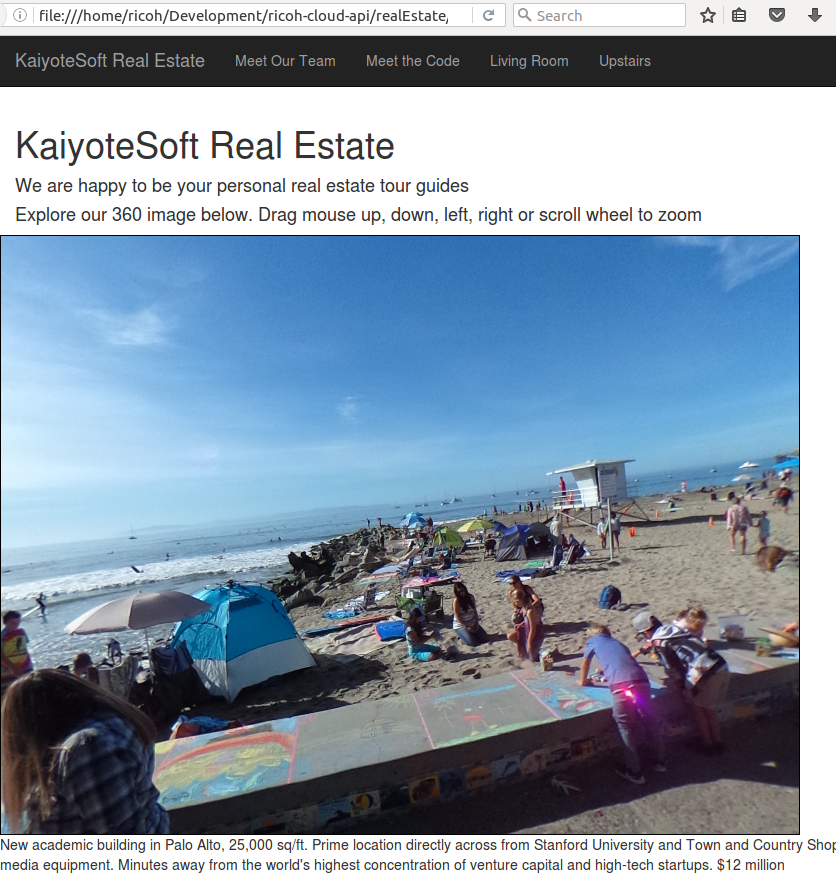 file:///home/ricoh/Development/ricoh-cloud-api/realEstate,
Search
KaiyoteSoft Real Estate Meet Our Team Meet the Code Living Room Upstairs
KaiyoteSoft Real Estate
We are happy to be your personal real estate tour guides
Explore our 360 image below. Drag mouse up, down, left, right or scroll wheel to zoom
New academic building in Palo Alto, 25,000 sq/ft. Prime location directly across from Stanford University and Town and Country Shop
media equipment. Minutes away from the world's highest concentration of venture capital and high-tech startups. $12 million